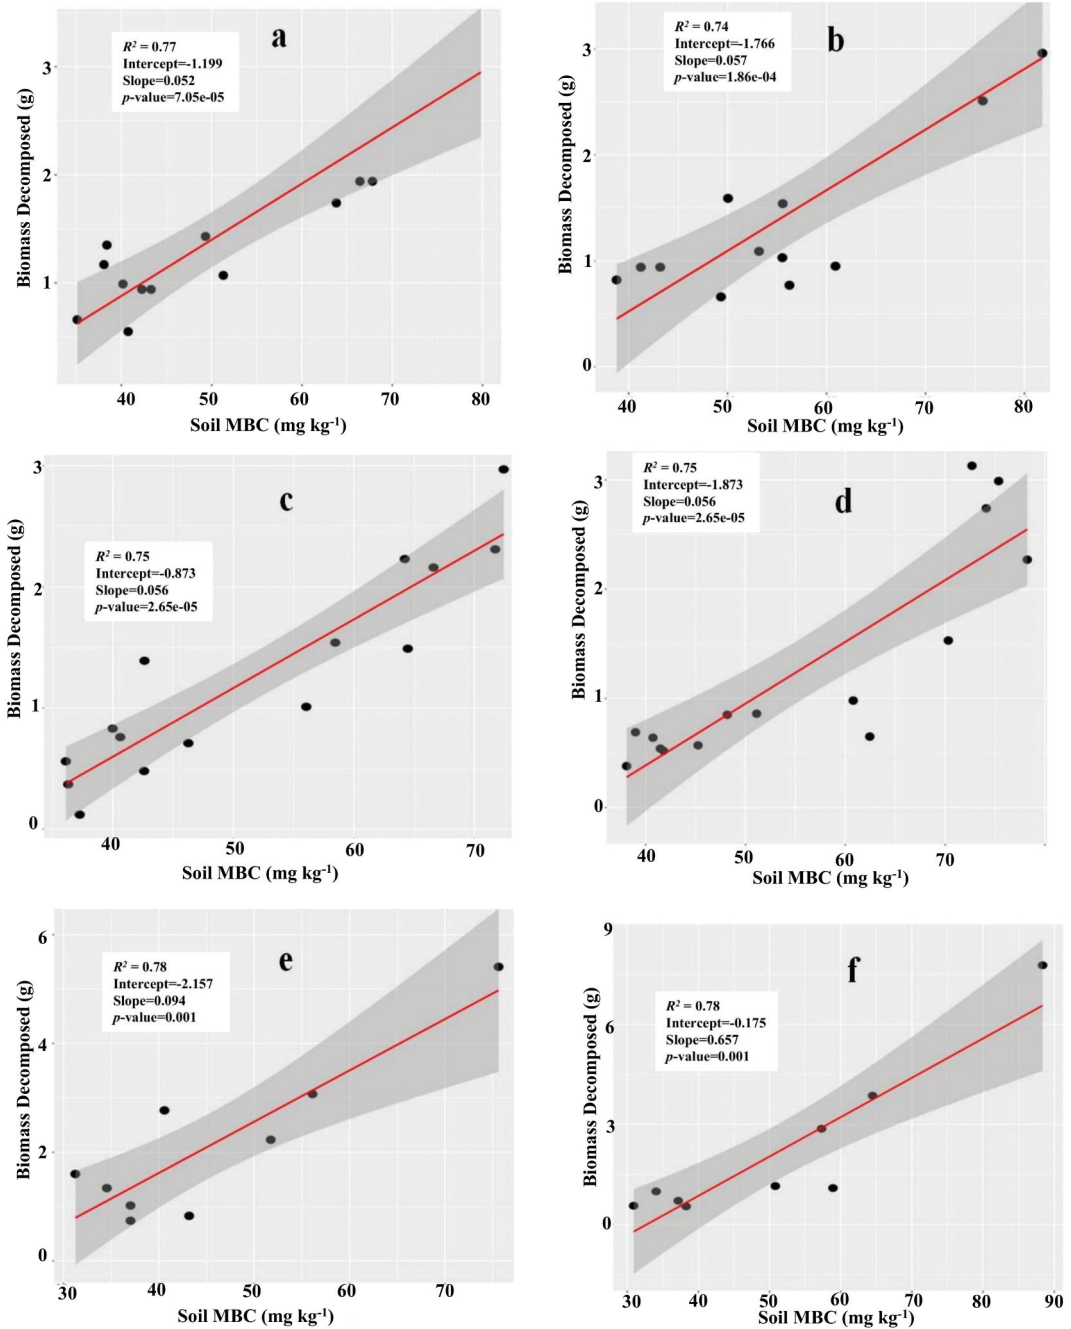 a
R² = 0.77
Intercept=-1.199
Slope=0.052
p-value=7.05e-05
Biomass Decomposed (g)
3
2
1
40 50 60 70 80
Soil MBC (mg kg⁻¹)
b
R² = 0.74
Intercept=-1.766
Slope=0.057
p-value=1.86e-04
Biomass Decomposed (g)
3
2
1
0
40 50 60 70 80
Soil MBC (mg kg⁻¹)
c
R² = 0.75
Intercept=-0.873
Slope=0.056
p-value=2.65e-05
Biomass Decomposed (g)
3
2
1
0
40 50 60 70
Soil MBC (mg kg⁻¹)
d
R² = 0.75
Intercept=-1.873
Slope=0.056
p-value=2.65e-05
Biomass Decomposed (g)
3
2
1
0
40 50 60 70
Soil MBC (mg kg⁻¹)
e
R² = 0.78
Intercept=-2.157
Slope=0.094
p-value=0.001
Biomass Decomposed (g)
6
4
2
0
30 40 50 60 70
Soil MBC (mg kg⁻¹)
f
R² = 0.78
Intercept=-0.175
Slope=0.657
p-value=0.001
Biomass Decomposed (g)
9
6
3
0
30 40 50 60 70 80 90
Soil MBC (mg kg⁻¹)